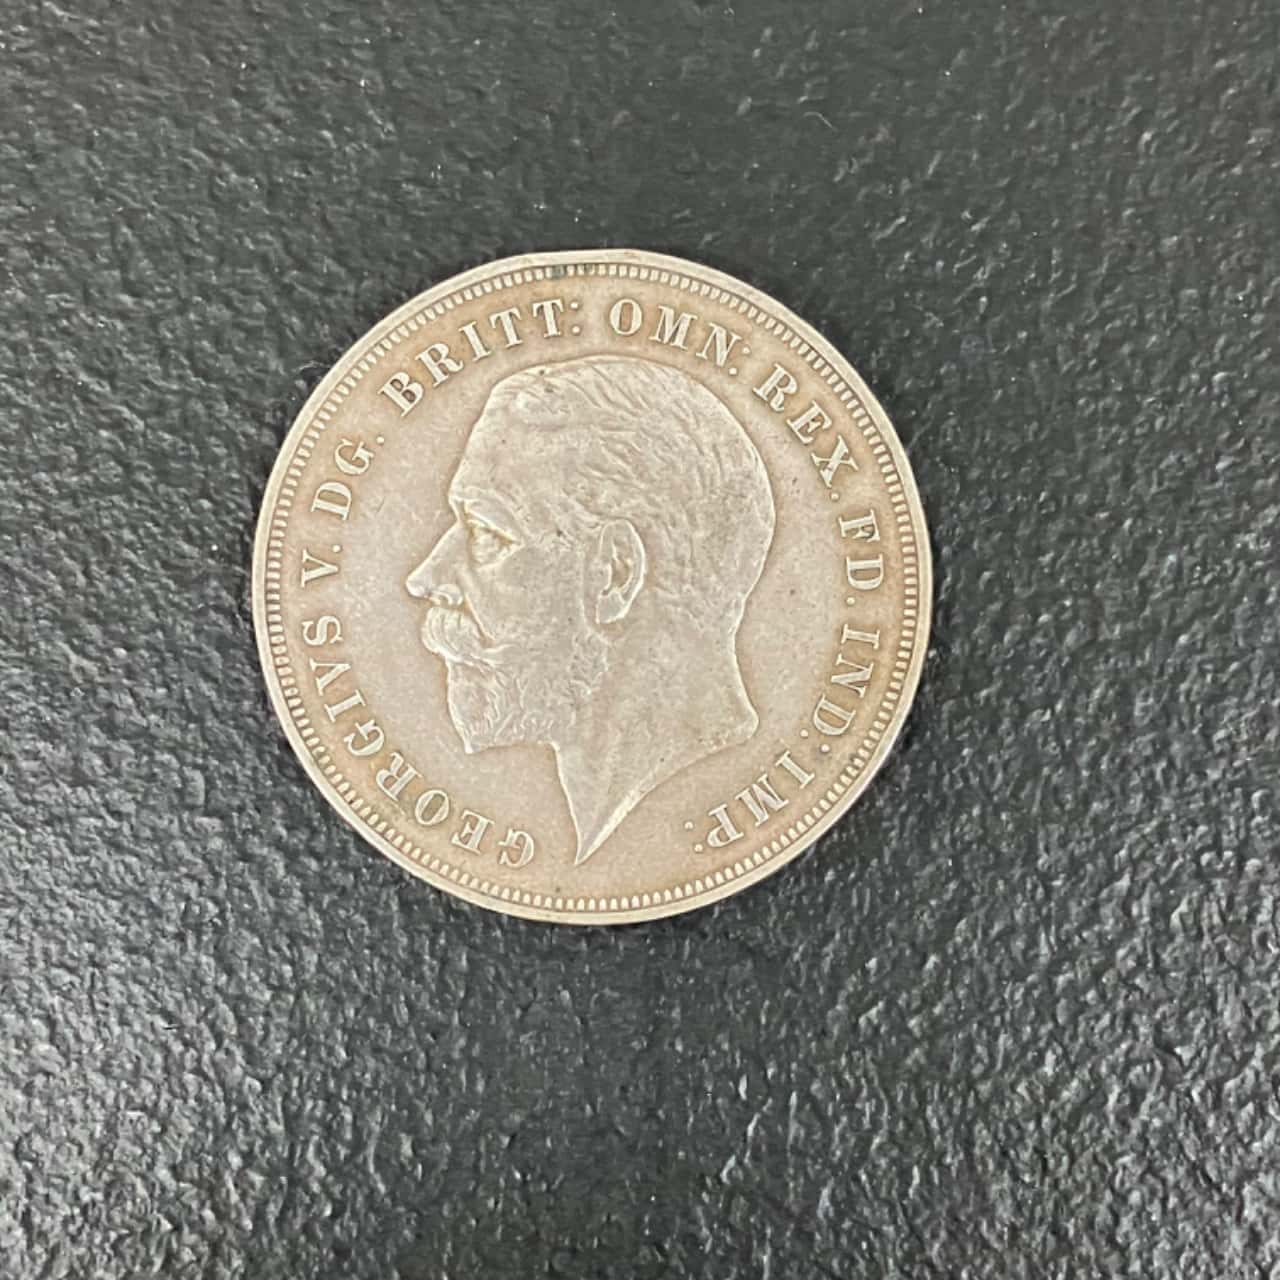 GEORGIVS V. DG. BRITT: OMN: REX. FD. IND: IMP: